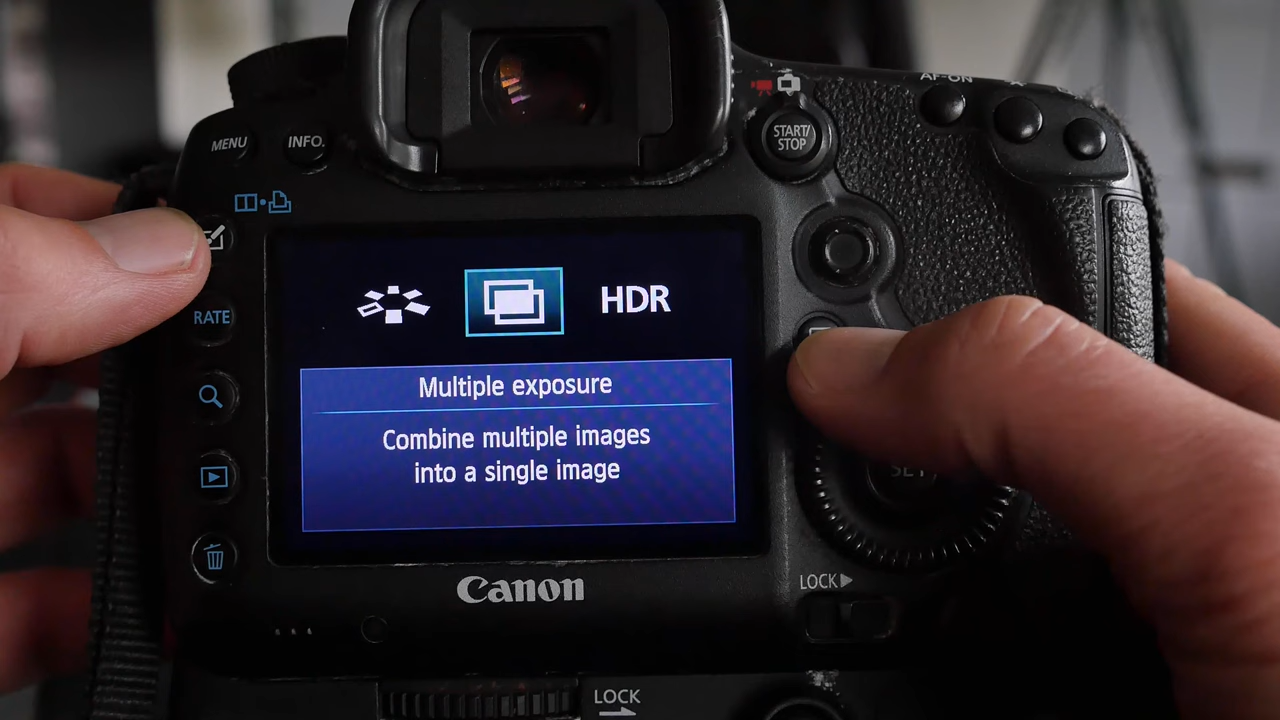 AF-ON
MENU
INFO.
START/
STOP
HDR
RATE
Multiple exposure
Combine multiple images
into a single image
SET
Canon
LOCK
LOCK